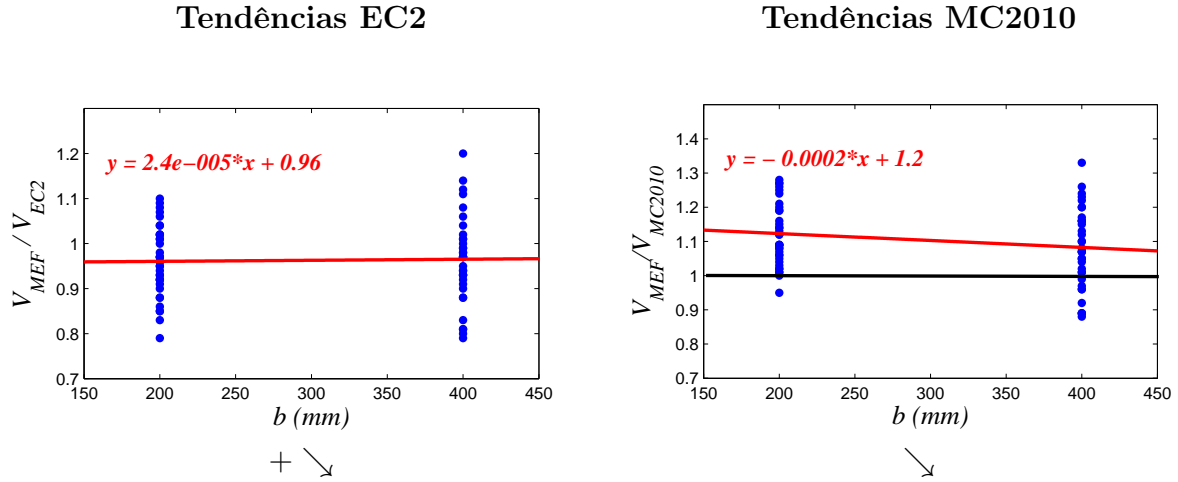 Tendências EC2
y = 2.4e−005*x + 0.96
V_MEF / V_EC2
1.2
1.1
1
0.9
0.8
0.7
150 200 250 300 350 400 450
b (mm)
+ ↘
Tendências MC2010
y = − 0.0002*x + 1.2
V_MEF/V_MC2010
1.4
1.3
1.2
1.1
1
0.9
0.8
0.7
150 200 250 300 350 400 450
b (mm)
↘